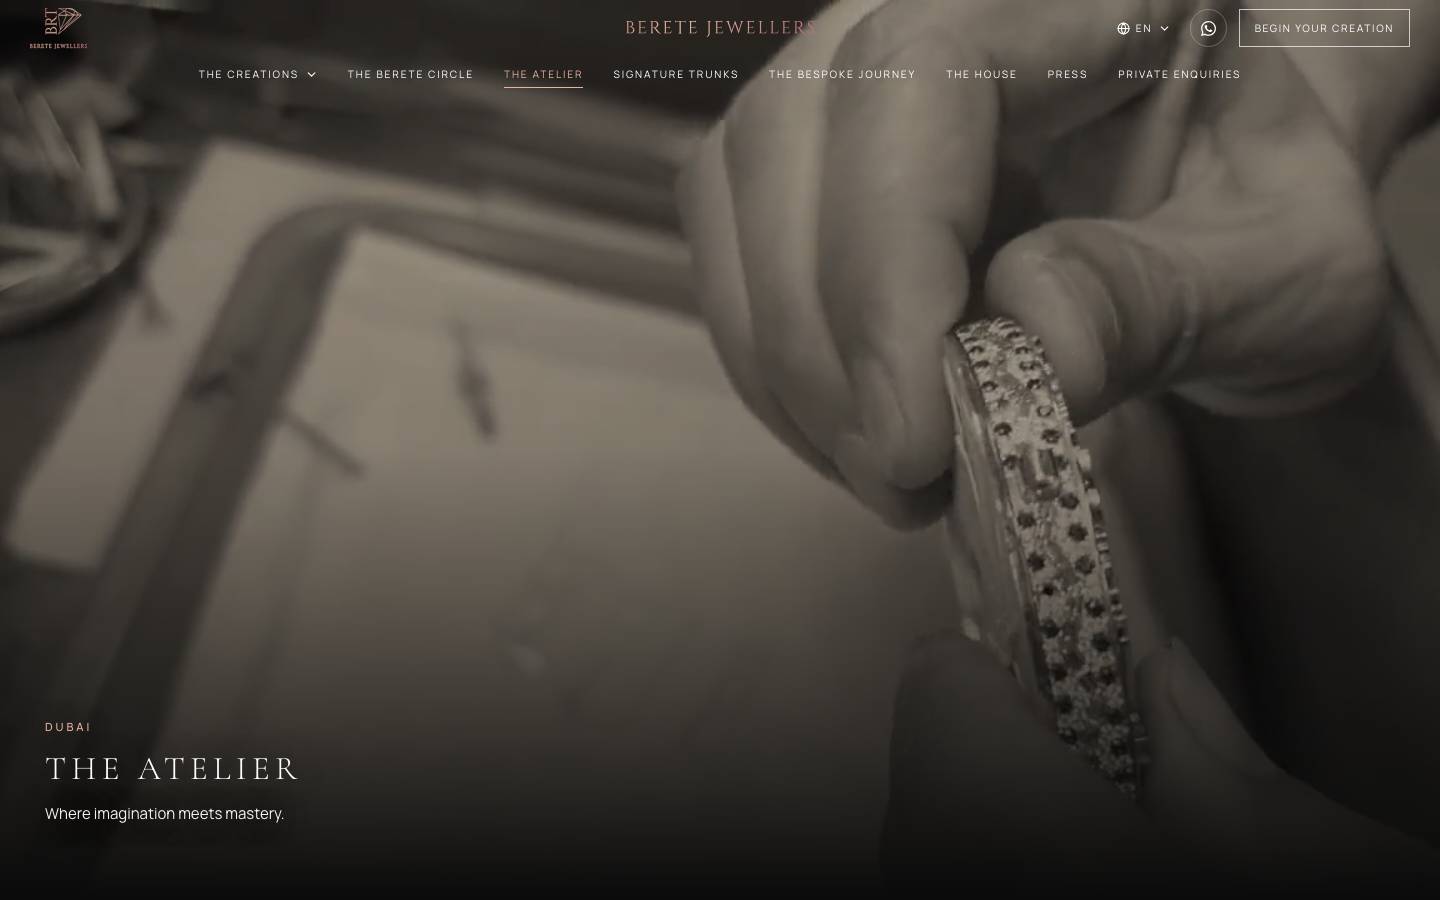 BRT
BERETE JEWELLERS
BERETE JEWELLERS
EN
BEGIN YOUR CREATION
THE CREATIONS
THE BERETE CIRCLE
THE ATELIER
SIGNATURE TRUNKS
THE BESPOKE JOURNEY
THE HOUSE
PRESS
PRIVATE ENQUIRIES
DUBAI
THE ATELIER
Where imagination meets mastery.